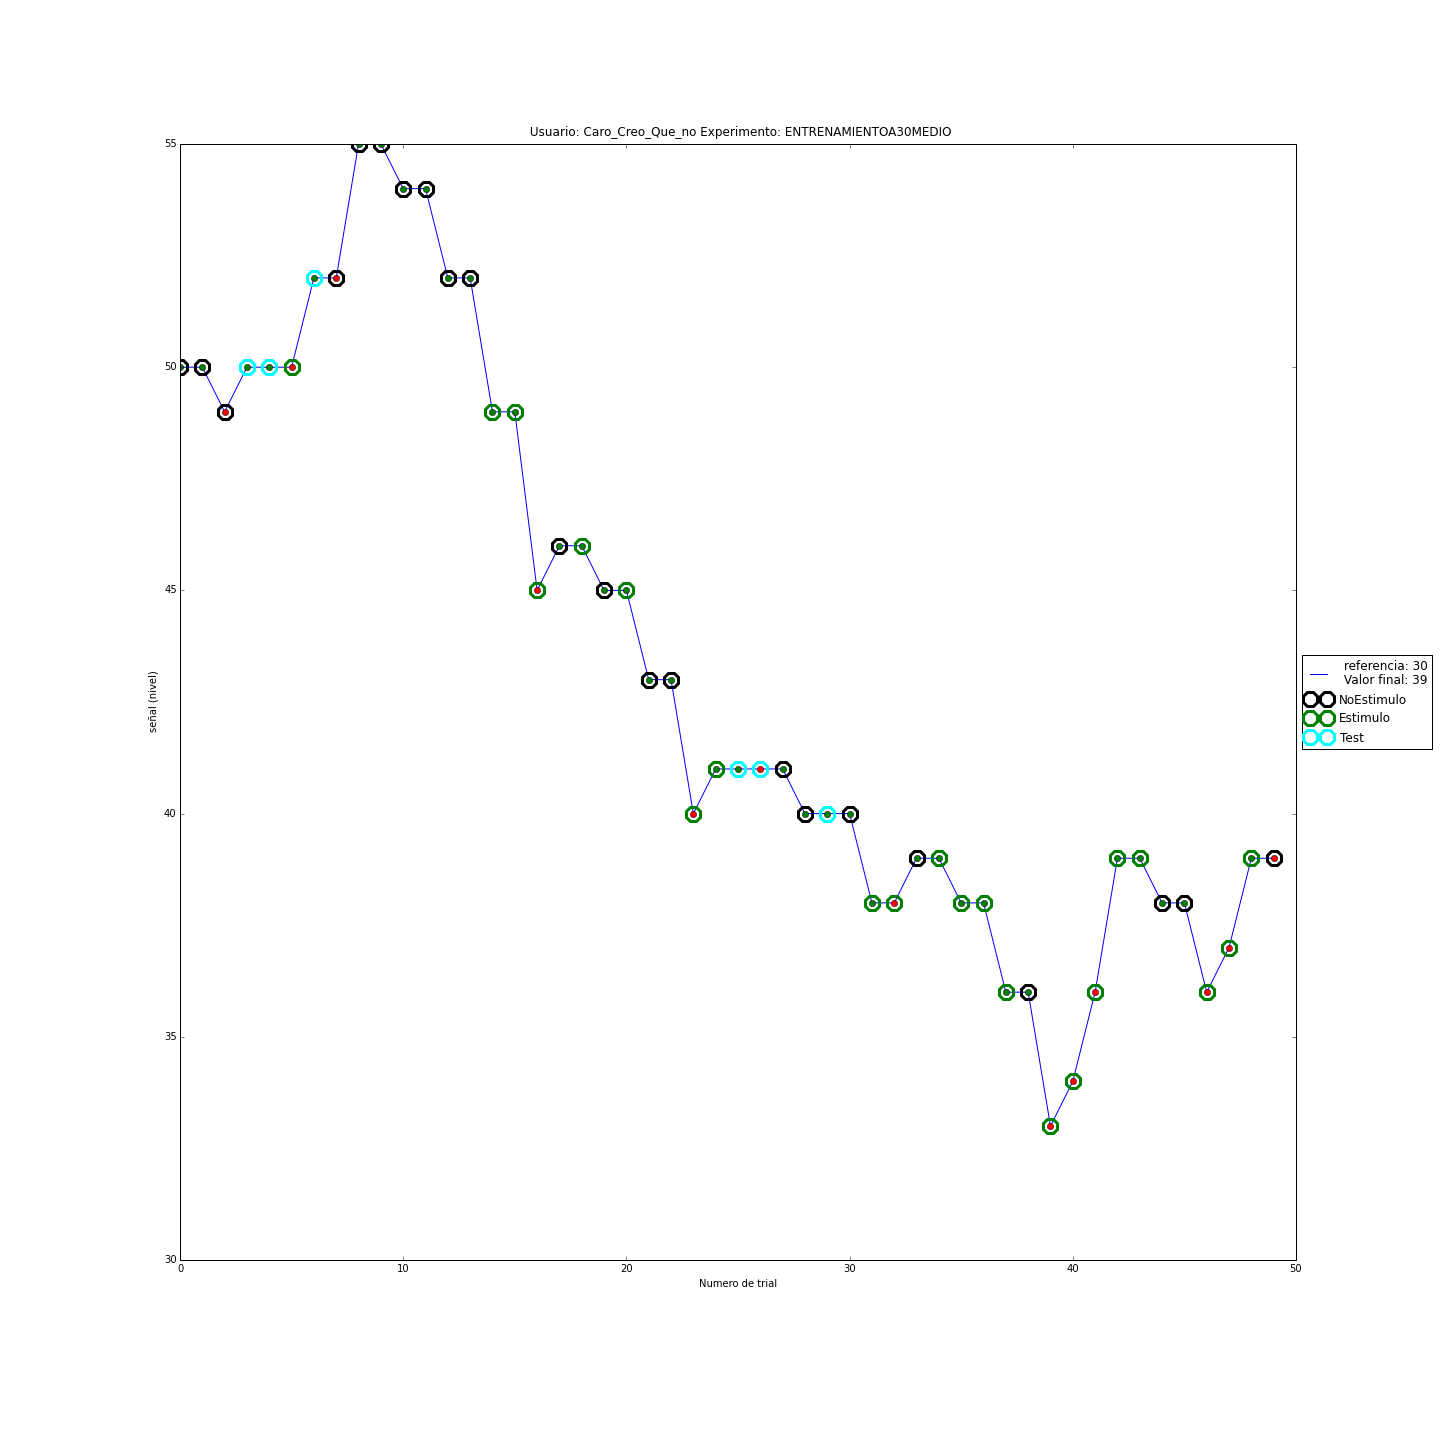 Usuario: Caro_Creo_Que_no Experimento: ENTRENAMIENTOA30MEDIO
55
50
45
40
35
30
señal (nivel)
0 10 20 30 40 50
Numero de trial
referencia: 30
Valor final: 39
NoEstimulo
Estimulo
Test